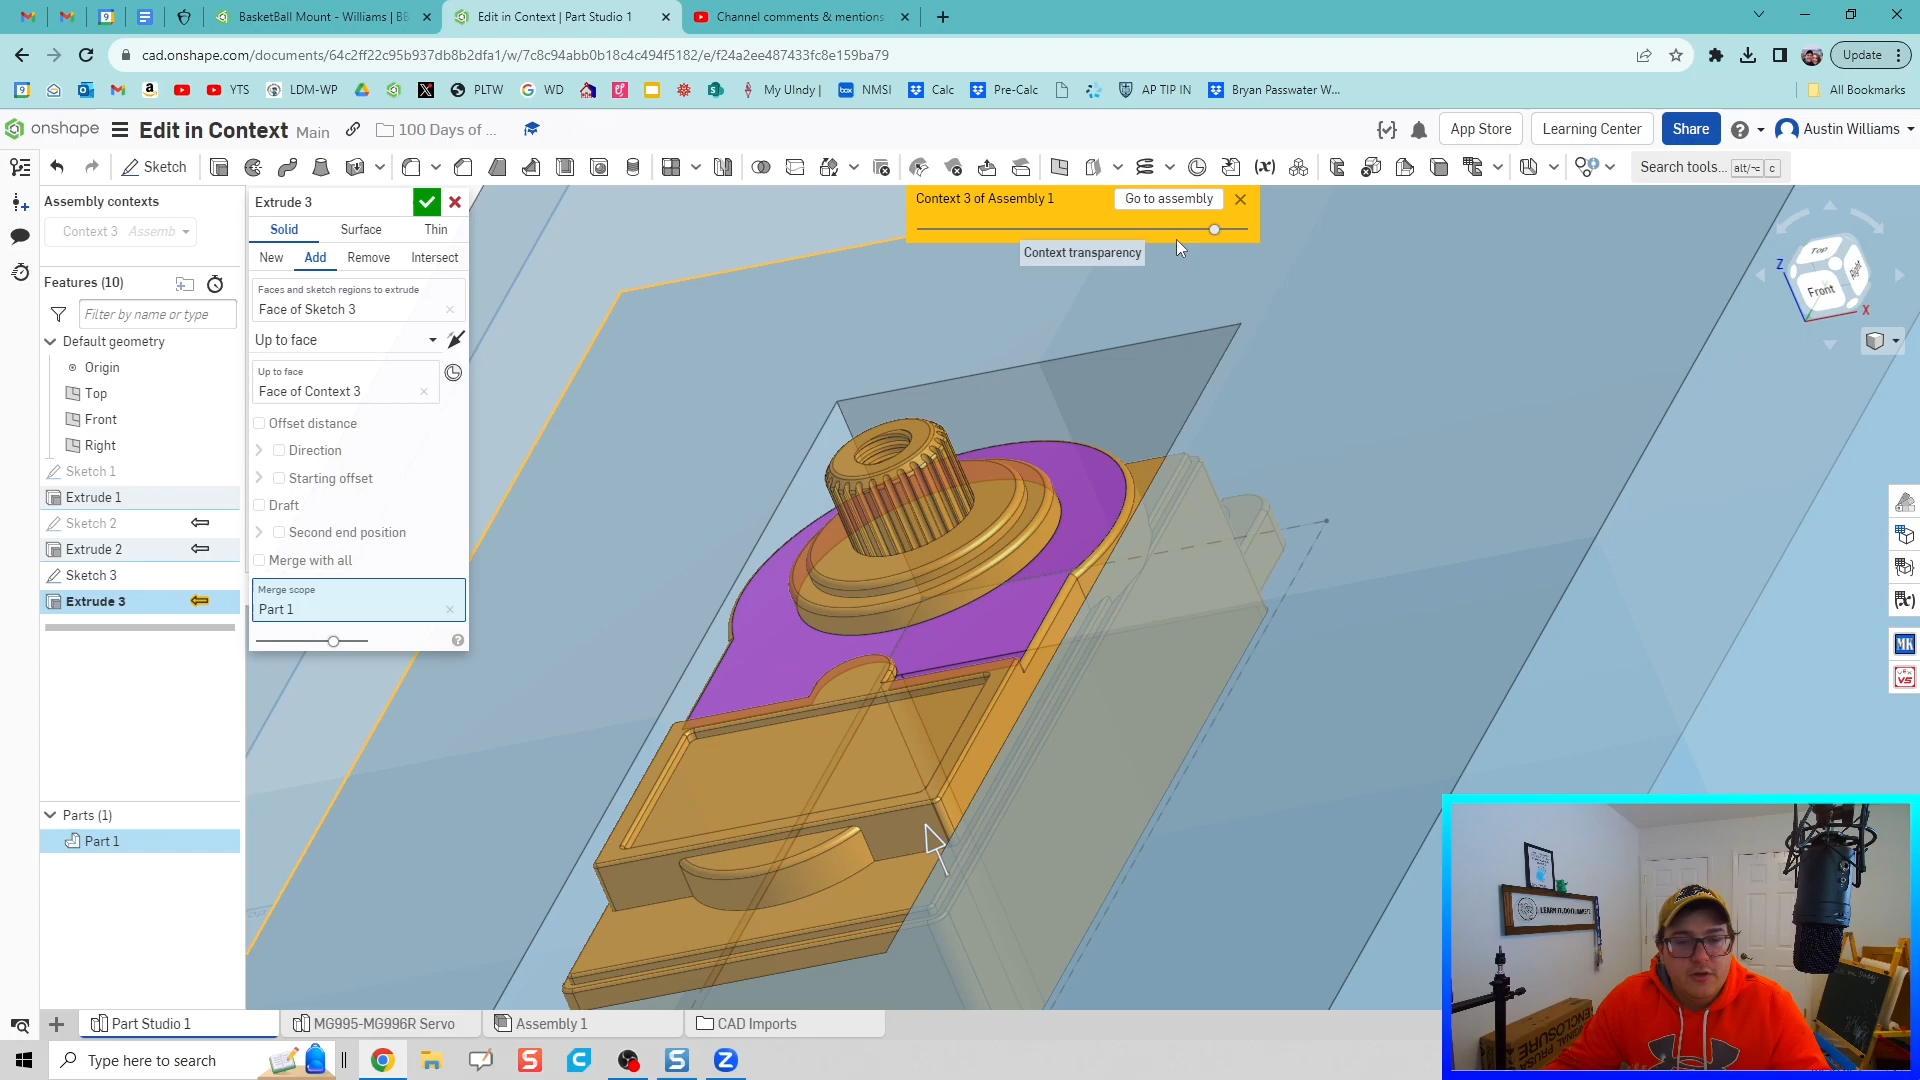 BasketBall Mount - Williams | BE
Edit in Context | Part Studio 1
Channel comments & mentions
cad.onshape.com/documents/64c2ff22c95b937db8b2dfa1/w/7c8c94abb0b18c4c494f5182/e/f24a2ee487433fc8e159ba79
Update
YTS LDM-WP PLTW WD My UIndy | NMSI Calc Pre-Calc AP TIP IN Bryan Passwater W... All Bookmarks
onshape Edit in Context Main 100 Days of ... App Store Learning Center Share Austin Williams
Sketch Search tools... alt/⌥ c
Assembly contexts
Context 3 Assemb
Features (10)
Filter by name or type
Default geometry
Origin
Top
Front
Right
Sketch 1
Extrude 1
Sketch 2
Extrude 2
Sketch 3
Extrude 3
Parts (1)
Part 1
Extrude 3
Solid Surface Thin
New Add Remove Intersect
Faces and sketch regions to extrude
Face of Sketch 3
Up to face
Up to face
Face of Context 3
Offset distance
Direction
Starting offset
Draft
Second end position
Merge with all
Merge scope
Part 1
Context 3 of Assembly 1 Go to assembly
Context transparency
Top
Front
Right
Z
X
MK
VEX
V5
Part Studio 1 MG995-MG996R Servo Assembly 1 CAD Imports
Type here to search